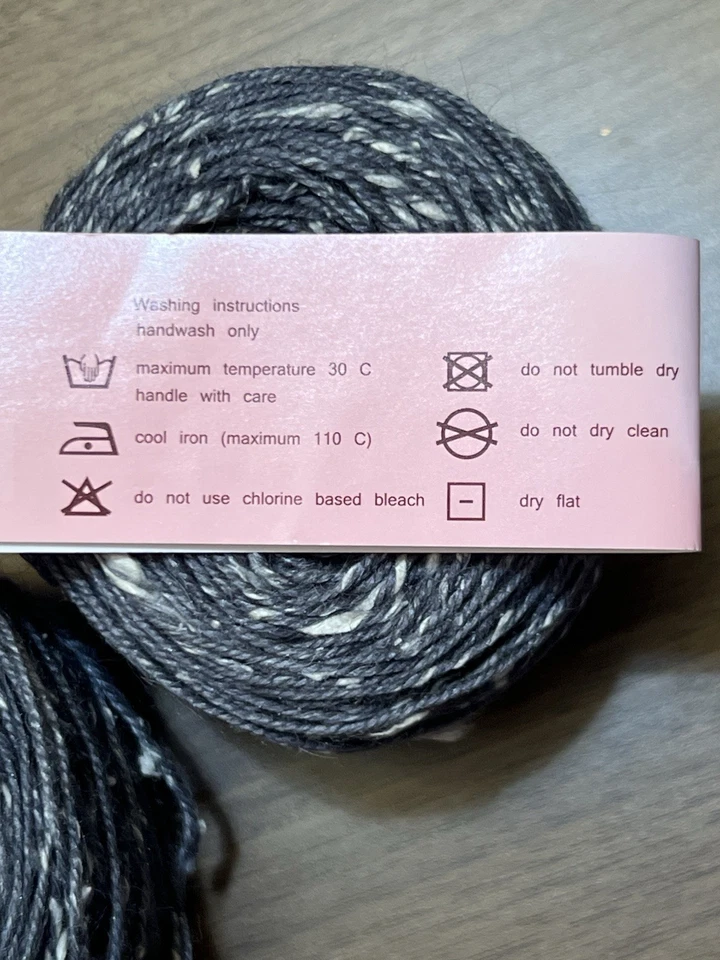 Washing instructions
handwash only
maximum temperature 30 C
handle with care
cool iron (maximum 110 C)
do not use chlorine based bleach
do not tumble dry
do not dry clean
dry flat